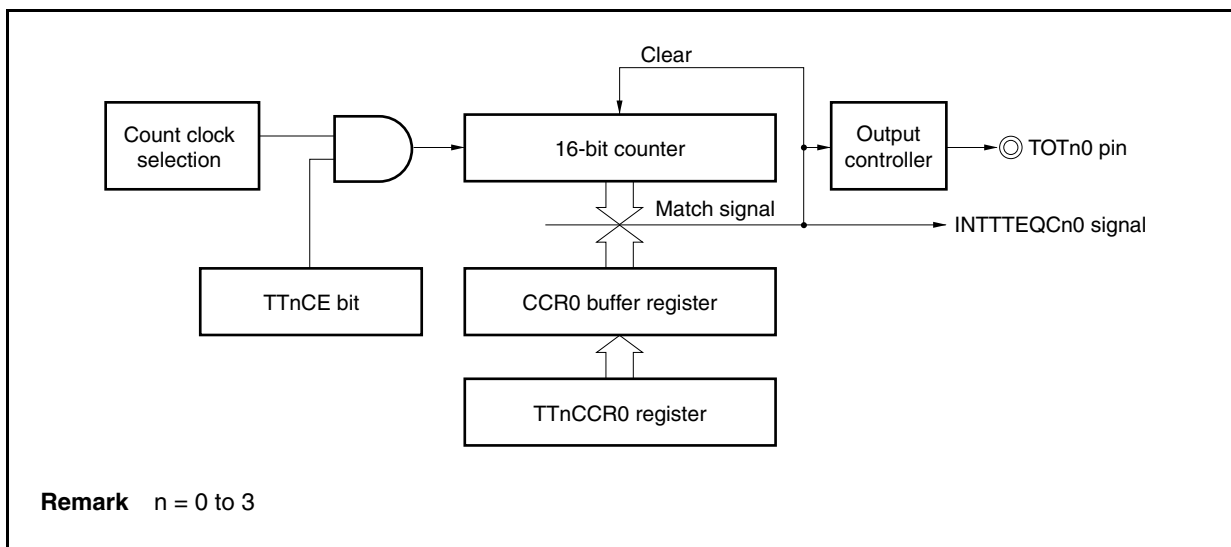 Clear
Count clock
selection
16-bit counter
Output
controller
TOTn0 pin
Match signal
INTTTEQCn0 signal
TTnCE bit
CCR0 buffer register
TTnCCR0 register
Remark n = 0 to 3